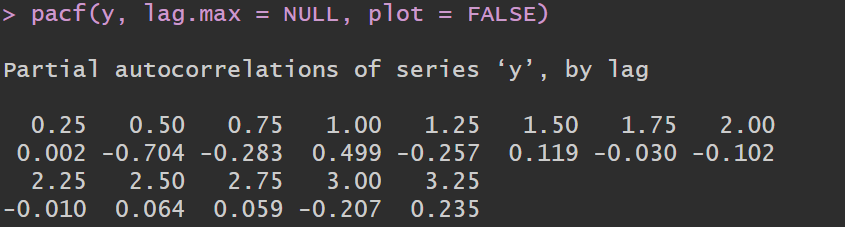 > pacf(y, lag.max = NULL, plot = FALSE)
Partial autocorrelations of series ‘y’, by lag
0.25 0.50 0.75 1.00 1.25 1.50 1.75 2.00
0.002 -0.704 -0.283 0.499 -0.257 0.119 -0.030 -0.102
2.25 2.50 2.75 3.00 3.25
-0.010 0.064 0.059 -0.207 0.235